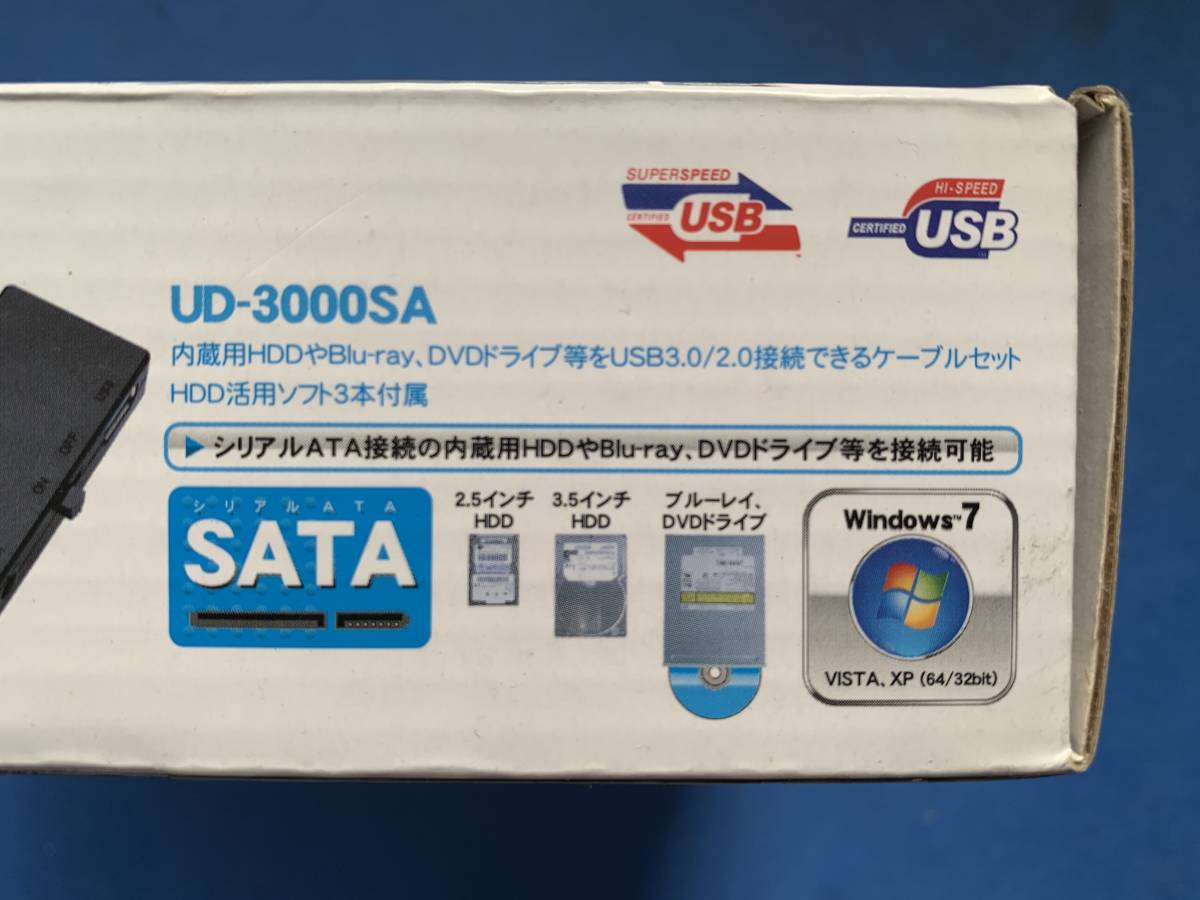 SUPERSPEED
CERTIFIED USB
HI-SPEED
CERTIFIED USB
UD-3000SA
内蔵用HDDやBlu-ray、DVDドライブ等をUSB3.0/2.0接続できるケーブルセット
HDD活用ソフト3本付属
シリアルATA接続の内蔵用HDDやBlu-ray、DVDドライブ等を接続可能
シリアルATA
SATA
2.5インチ
HDD
3.5インチ
HDD
ブルーレイ、
DVDドライブ
Windows™7
VISTA、XP (64/32bit)
USB
OFF
ON